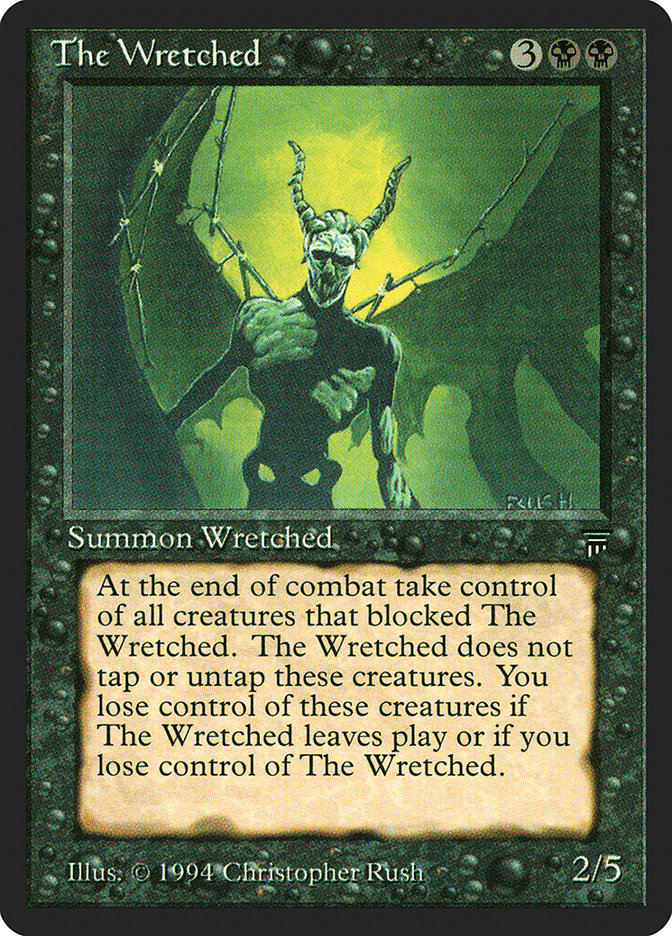 The Wretched 3
RUSH
Summon Wretched
At the end of combat take control
of all creatures that blocked The
Wretched. The Wretched does not
tap or untap these creatures. You
lose control of these creatures if
The Wretched leaves play or if you
lose control of The Wretched.
Illus. © 1994 Christopher Rush 2/5